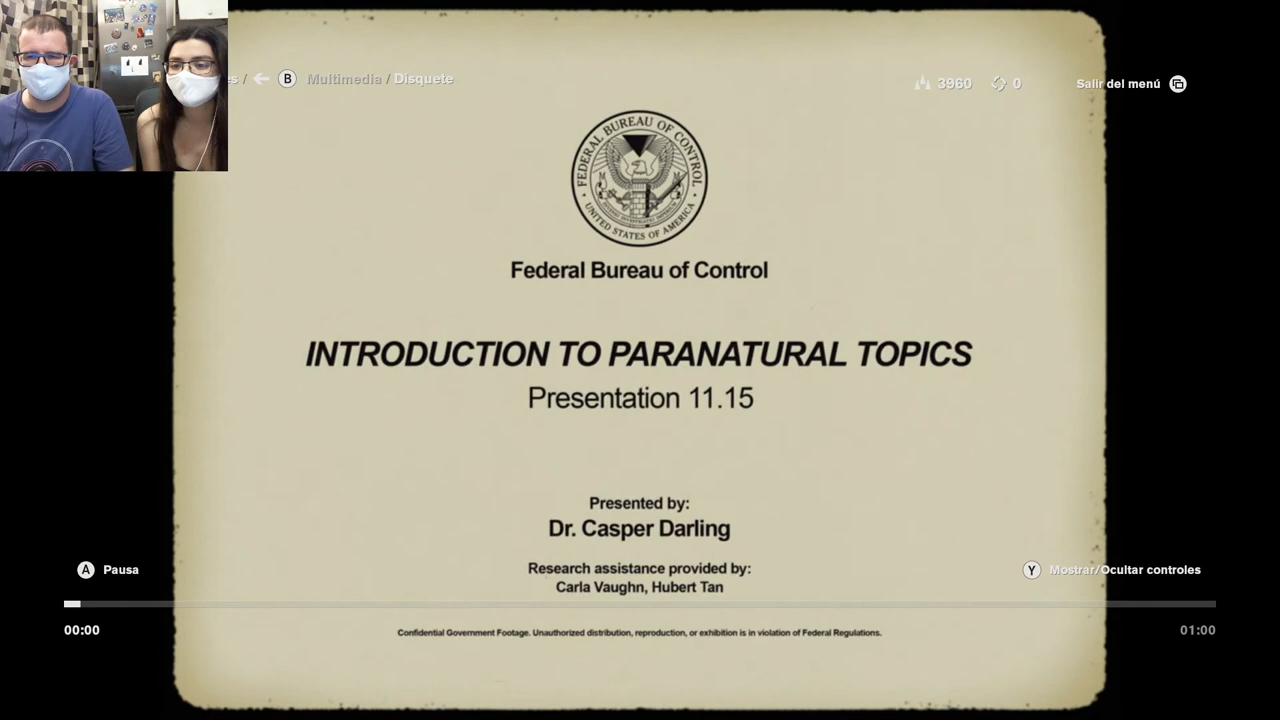 es / B Multimedia / Disquete
3960 0 Salir del menú
FEDERAL BUREAU OF CONTROL
UNITED STATES OF AMERICA
Federal Bureau of Control
INTRODUCTION TO PARANATURAL TOPICS
Presentation 11.15
Presented by:
Dr. Casper Darling
Research assistance provided by:
Carla Vaughn, Hubert Tan
A Pausa
Y Mostrar/Ocultar controles
00:00
01:00
Confidential Government Footage. Unauthorized distribution, reproduction, or exhibition is in violation of Federal Regulations.